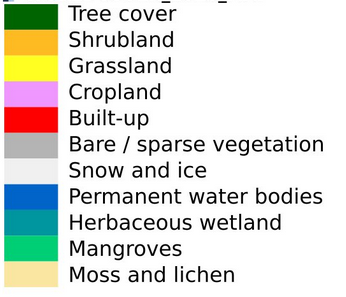 Tree cover
Shrubland
Grassland
Cropland
Built-up
Bare / sparse vegetation
Snow and ice
Permanent water bodies
Herbaceous wetland
Mangroves
Moss and lichen